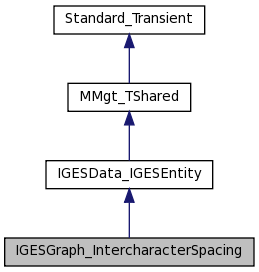 Standard_Transient
MMgt_TShared
IGESData_IGESEntity
IGESGraph_IntercharacterSpacing